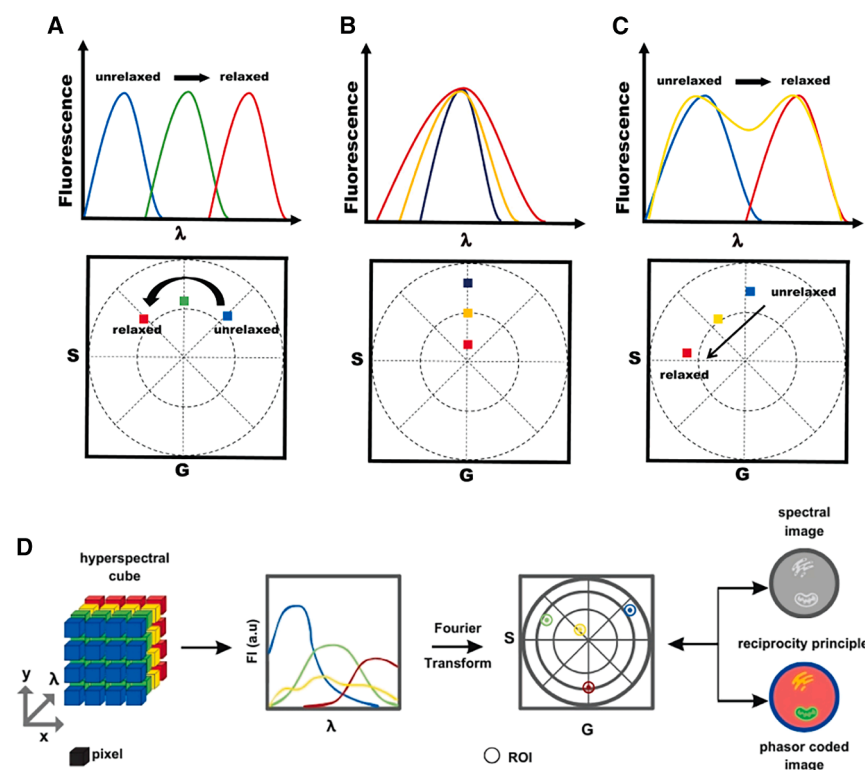 A
B
C
unrelaxed
relaxed
Fluorescence
λ
Fluorescence
λ
unrelaxed
relaxed
Fluorescence
λ
relaxed
unrelaxed
S
G
S
G
unrelaxed
relaxed
S
G
D
hyperspectral
cube
y
λ
x
pixel
FI (a.u)
λ
Fourier
Transform
S
G
ROI
spectral
image
reciprocity principle
phasor coded
image